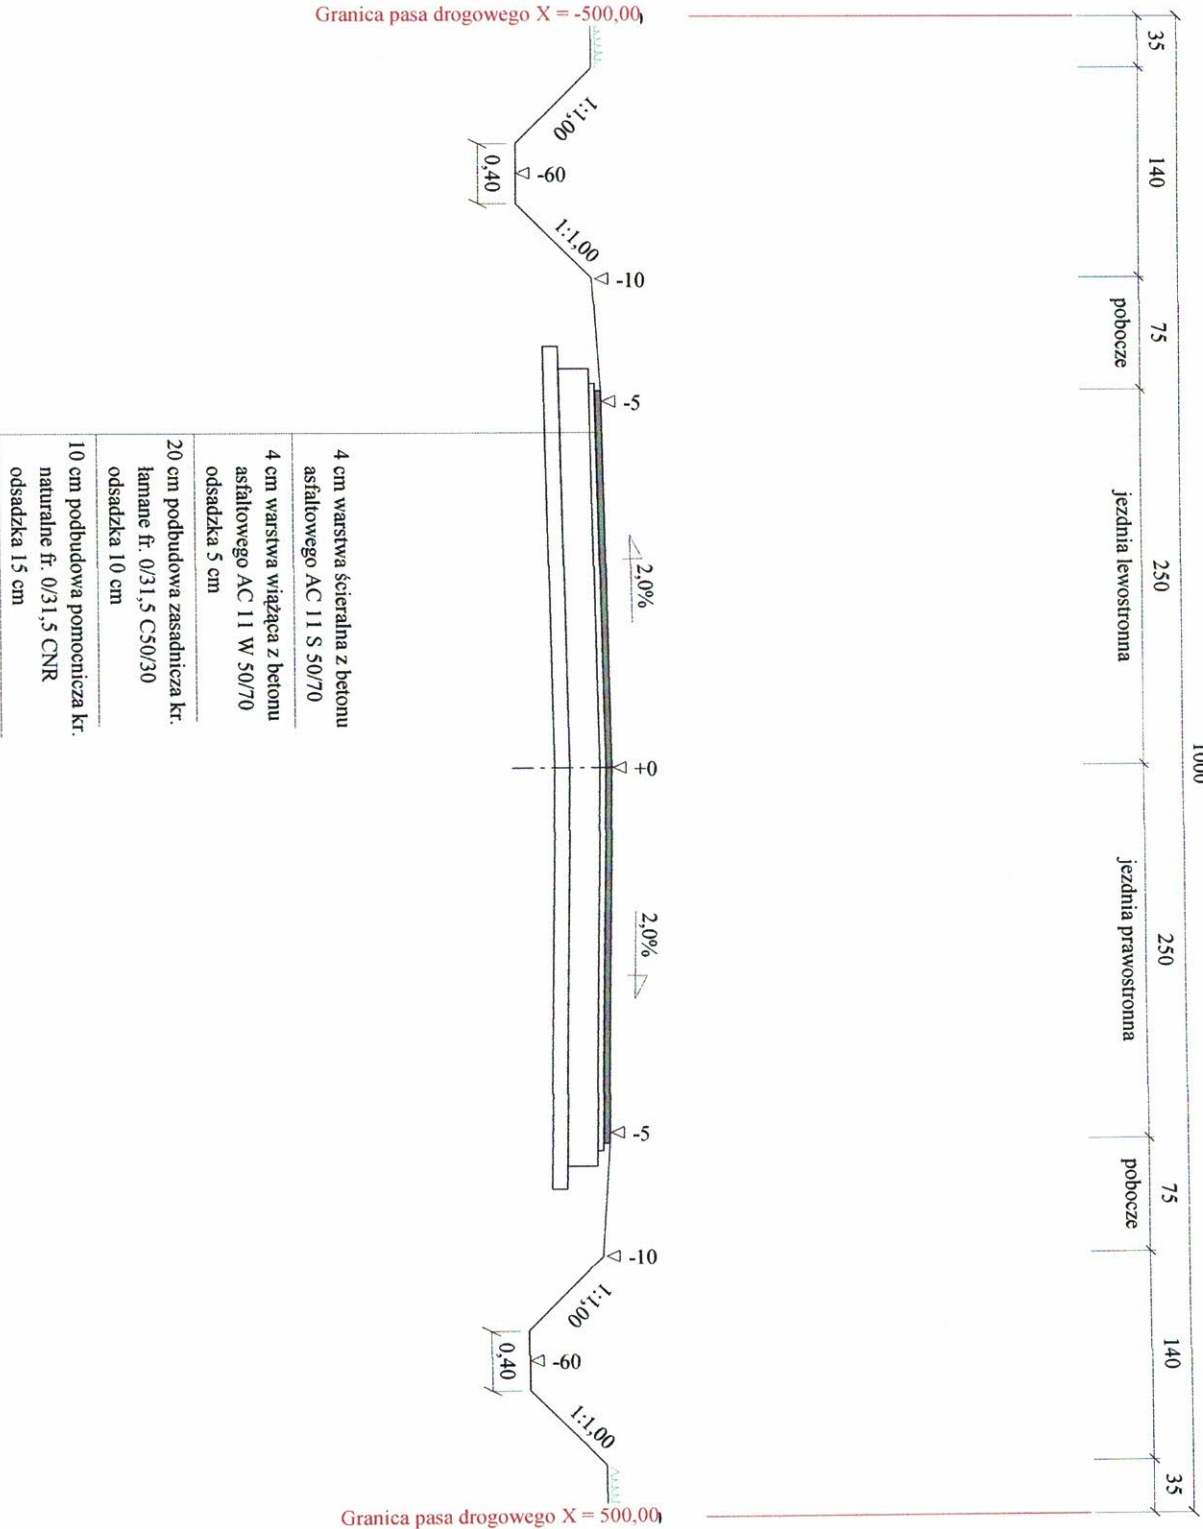 Granica pasa drogowego X = -500,00
Granica pasa drogowego X = 500,00
1000
35
140
75
250
250
75
140
35
pobocze
jezdnia lewostronna
jezdnia prawostronna
pobocze
2,0%
2,0%
1:1,00
-60
0,40
1:1,00
-10
-5
+0
-5
-10
1:1,00
-60
0,40
1:1,00
4 cm warstwa ścieralna z betonu
asfaltowego AC 11 S 50/70
4 cm warstwa wiążąca z betonu
asfaltowego AC 11 W 50/70
odsadzka 5 cm
20 cm podbudowa zasadnicza kr.
łamane fr. 0/31,5 C50/30
odsadzka 10 cm
10 cm podbudowa pomocnicza kr.
naturalne fr. 0/31,5 CNR
odsadzka 15 cm